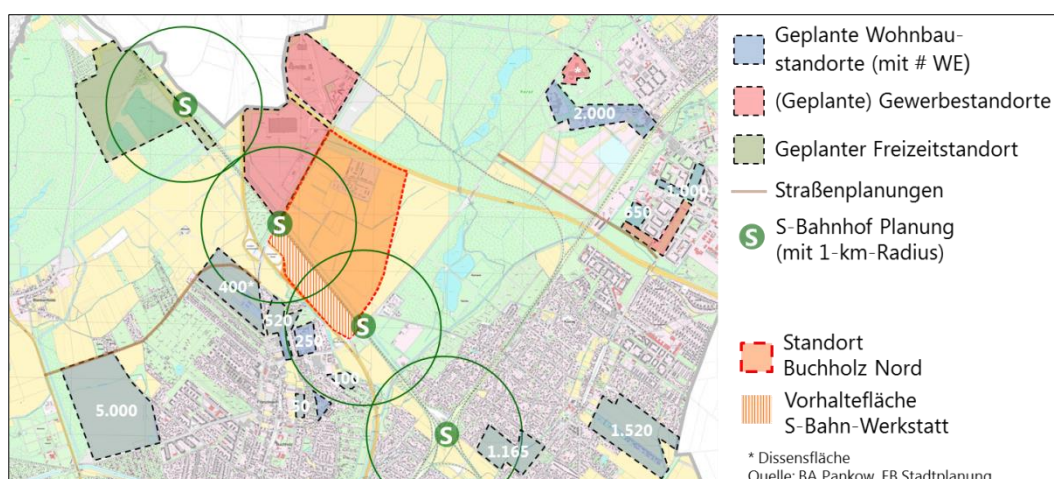 Geplante Wohnbau-
standorte (mit # WE)
(Geplante) Gewerbestandorte
Geplanter Freizeitstandort
Straßenplanungen
S S-Bahnhof Planung
(mit 1-km-Radius)
Standort
Buchholz Nord
Vorhaltefläche
S-Bahn-Werkstatt
* Dissensfläche
Quelle: BA Pankow, FB Stadtplanung
S
*
2.000
S
650
400*
520
250
S
100
5.000
50
S
1.165
1.520